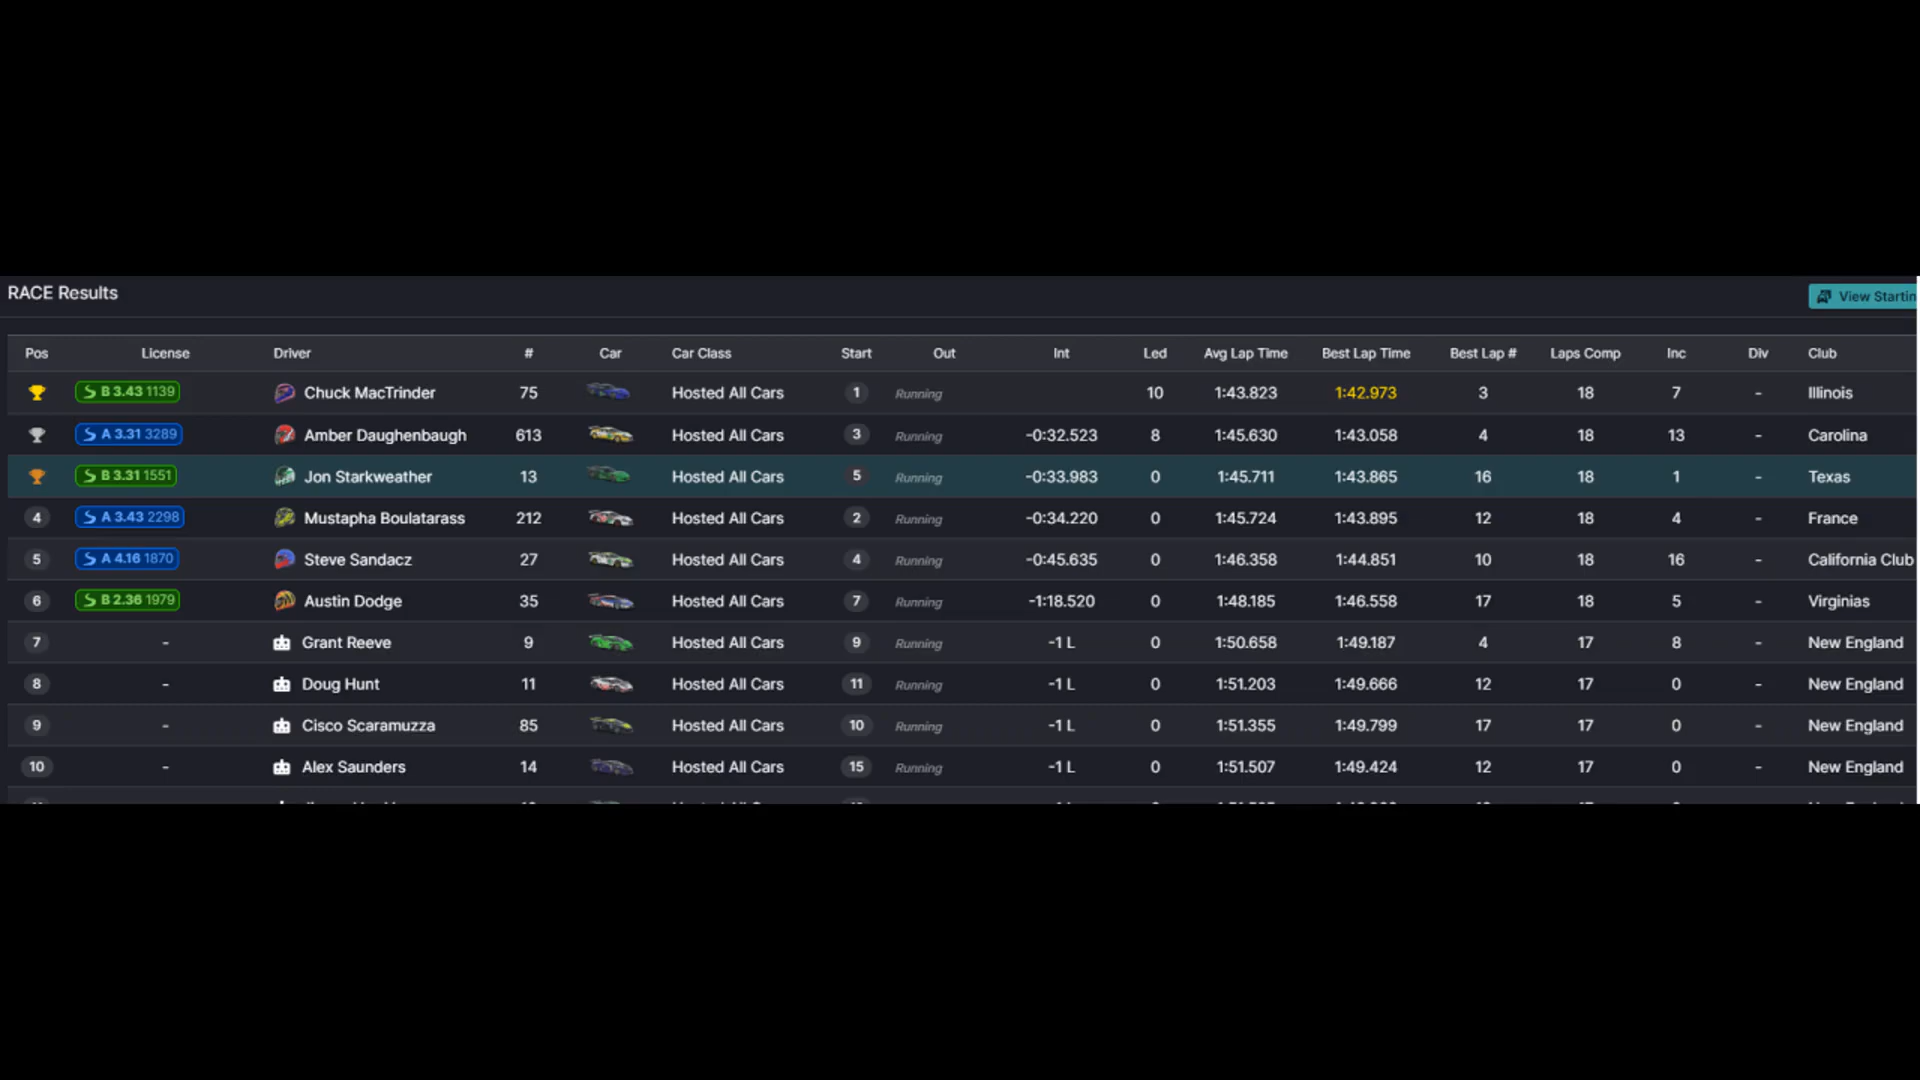 RACE Results
View Startin
Pos License Driver # Car Car Class Start Out Int Led Avg Lap Time Best Lap Time Best Lap # Laps Comp Inc Div Club
B 3.43 1139 Chuck MacTrinder 75 Hosted All Cars 1 Running 10 1:43.823 1:42.973 3 18 7 - Illinois
A 3.31 3289 Amber Daughenbaugh 613 Hosted All Cars 3 Running -0:32.523 8 1:45.630 1:43.058 4 18 13 - Carolina
B 3.31 1551 Jon Starkweather 13 Hosted All Cars 5 Running -0:33.983 0 1:45.711 1:43.865 16 18 1 - Texas
4 A 3.43 2298 Mustapha Boulatarass 212 Hosted All Cars 2 Running -0:34.220 0 1:45.724 1:43.895 12 18 4 - France
5 A 4.16 1870 Steve Sandacz 27 Hosted All Cars 4 Running -0:45.635 0 1:46.358 1:44.851 10 18 16 - California Club
6 B 2.36 1979 Austin Dodge 35 Hosted All Cars 7 Running -1:18.520 0 1:48.185 1:46.558 17 18 5 - Virginias
7 - Grant Reeve 9 Hosted All Cars 9 Running -1 L 0 1:50.658 1:49.187 4 17 8 - New England
8 - Doug Hunt 11 Hosted All Cars 11 Running -1 L 0 1:51.203 1:49.666 12 17 0 - New England
9 - Cisco Scaramuzza 85 Hosted All Cars 10 Running -1 L 0 1:51.355 1:49.799 17 17 0 - New England
10 - Alex Saunders 14 Hosted All Cars 15 Running -1 L 0 1:51.507 1:49.424 12 17 0 - New England